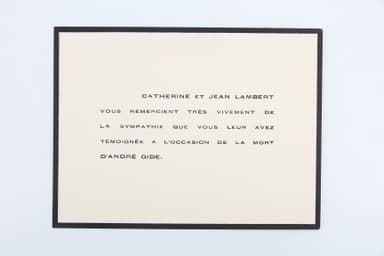 CATHERINE ET JEAN LAMBERT
VOUS REMERCIENT TRÈS VIVEMENT DE
LA SYMPATHIE QUE VOUS LEUR AVEZ
TÉMOIGNÉE A L'OCCASION DE LA MORT
D'ANDRÉ GIDE.